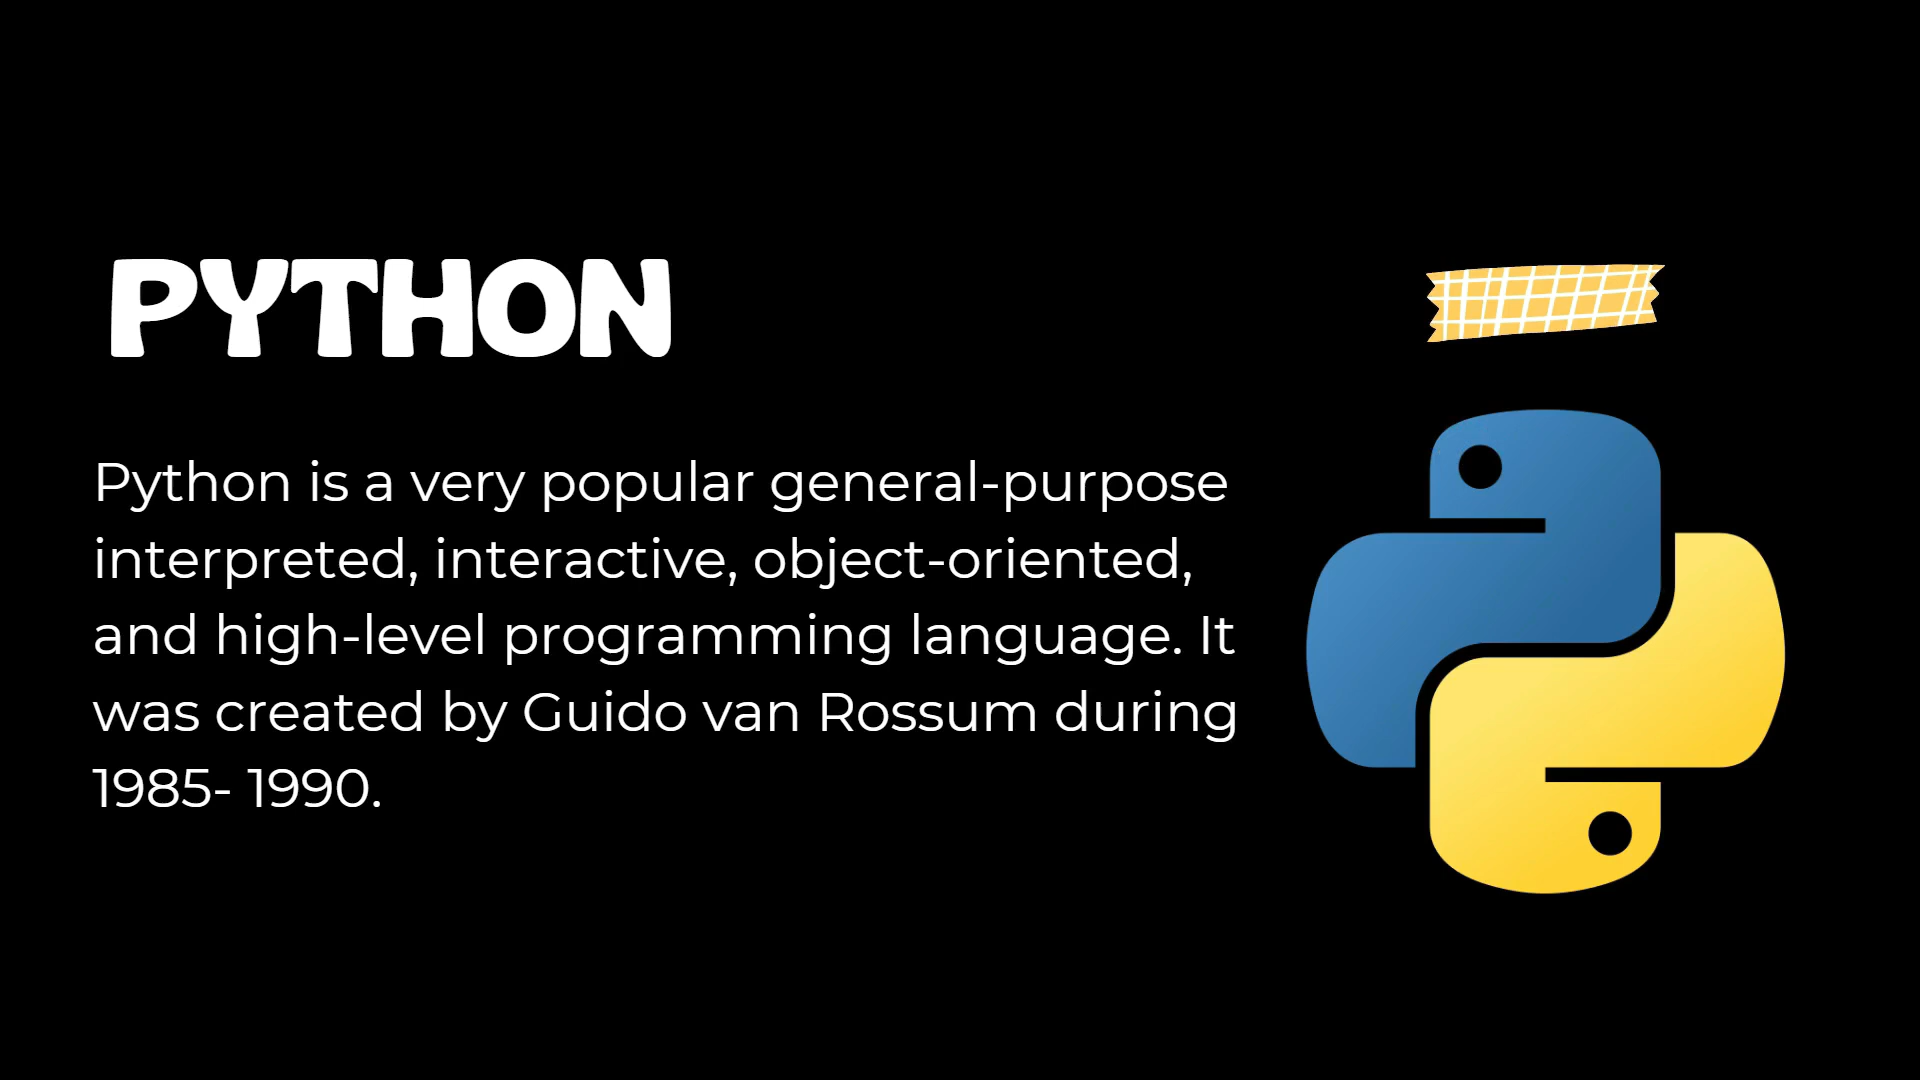 PYTHON
Python is a very popular general-purpose
interpreted, interactive, object-oriented,
and high-level programming language. It
was created by Guido van Rossum during
1985- 1990.